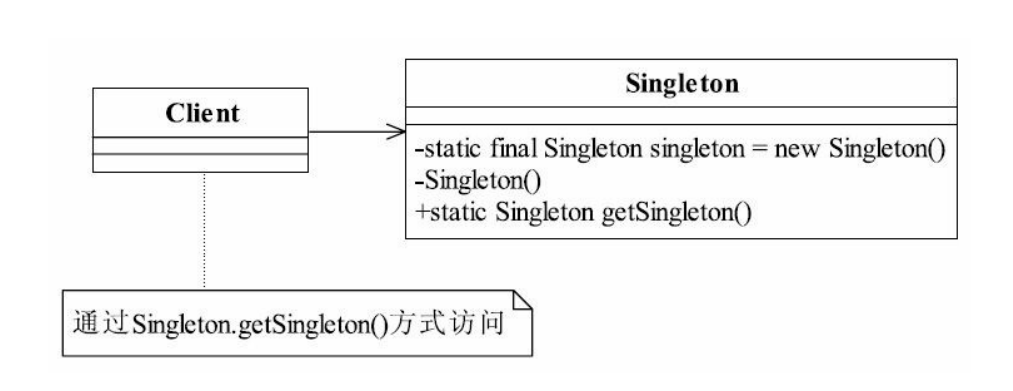 Client
Singleton
-static final Singleton singleton = new Singleton()
-Singleton()
+static Singleton getSingleton()
通过Singleton.getSingleton()方式访问